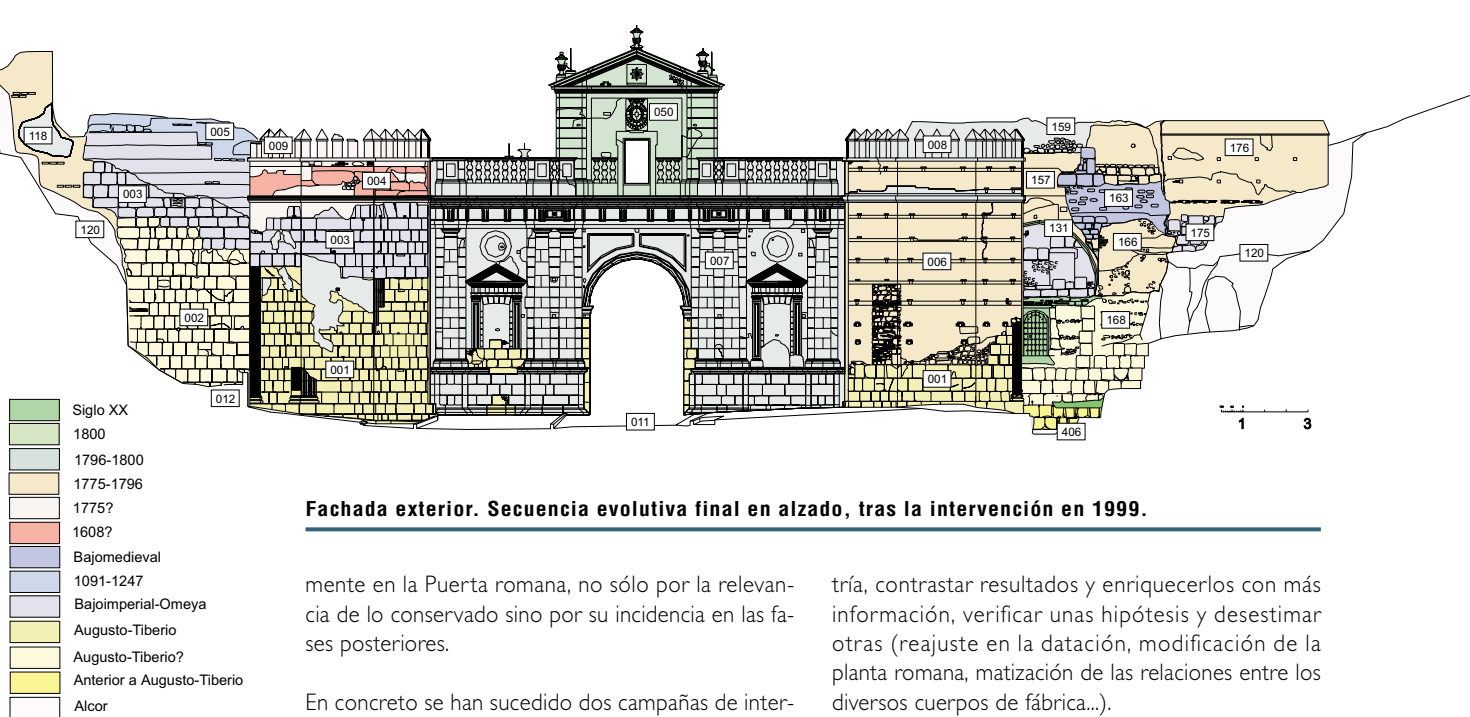 118
005
009
050
159
008
176
004
003
157
163
120
003
131
166
175
007
006
120
002
168
001
001
012
011
406
1 3
Siglo XX
1800
1796-1800
1775-1796
1775?
1608?
Bajomedieval
1091-1247
Bajoimperial-Omeya
Augusto-Tiberio
Augusto-Tiberio?
Anterior a Augusto-Tiberio
Alcor
Fachada exterior. Secuencia evolutiva final en alzado, tras la intervención en 1999.
mente en la Puerta romana, no sólo por la relevan-
cia de lo conservado sino por su incidencia en las fa-
ses posteriores.
En concreto se han sucedido dos campañas de inter-
tría, contrastar resultados y enriquecerlos con más
información, verificar unas hipótesis y desestimar
otras (reajuste en la datación, modificación de la
planta romana, matización de las relaciones entre los
diversos cuerpos de fábrica...).